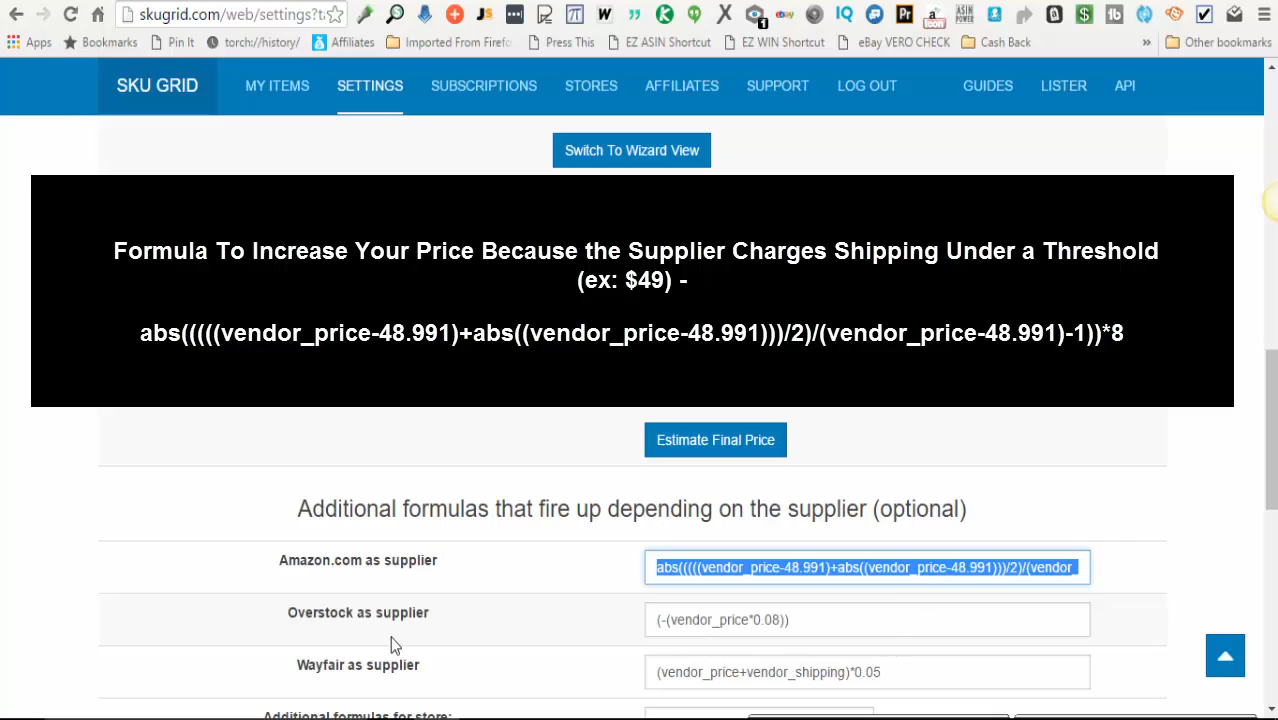 skugrid.com/web/settings?t
Apps
Bookmarks
Pin It
torch://history/
Affiliates
Imported From Firefo
Press This
EZ ASIN Shortcut
EZ WIN Shortcut
eBay VERO CHECK
Cash Back
»
Other bookmarks
SKU GRID
MY ITEMS
SETTINGS
SUBSCRIPTIONS
STORES
AFFILIATES
SUPPORT
LOG OUT
GUIDES
LISTER
API
Switch To Wizard View
Formula To Increase Your Price Because the Supplier Charges Shipping Under a Threshold
(ex: $49) -
abs(((((vendor_price-48.991)+abs((vendor_price-48.991)))/2)/(vendor_price-48.991)-1))*8
Estimate Final Price
Additional formulas that fire up depending on the supplier (optional)
Amazon.com as supplier
abs(((((vendor_price-48.991)+abs((vendor_price-48.991)))/2)/(vendor_
Overstock as supplier
(-(vendor_price*0.08))
Wayfair as supplier
(vendor_price+vendor_shipping)*0.05
Additional formulas for store: